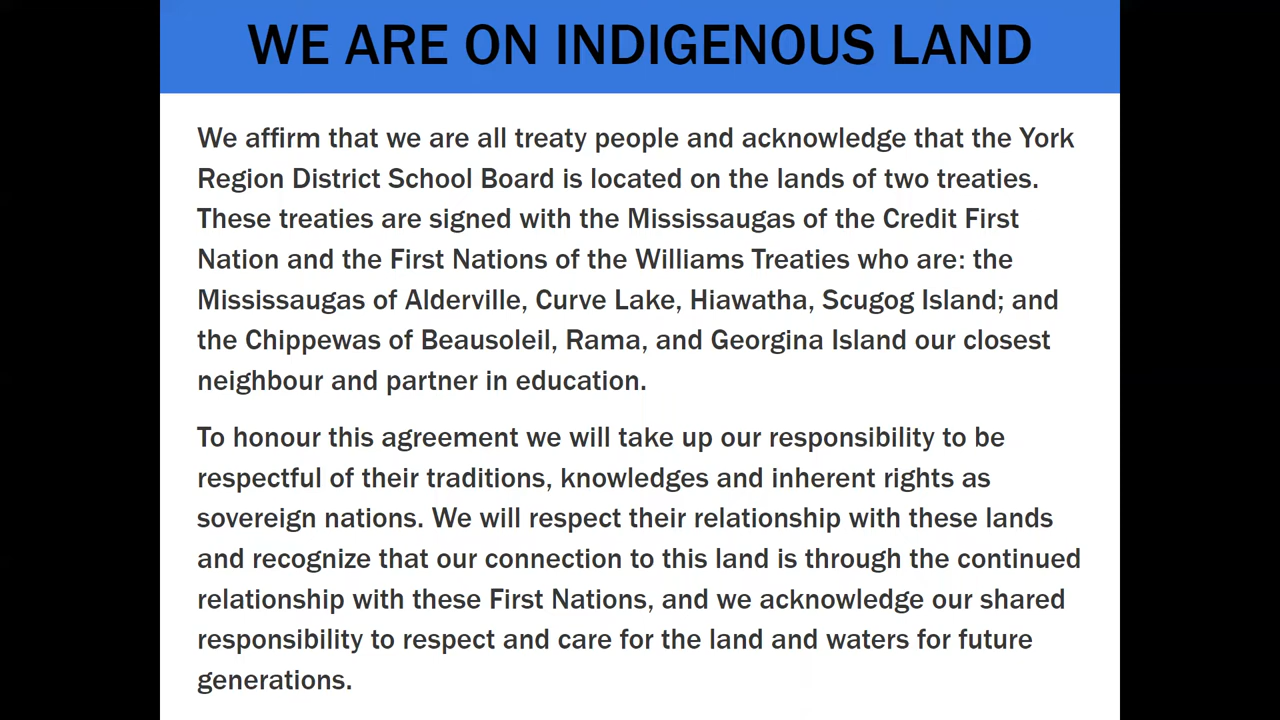 WE ARE ON INDIGENOUS LAND
We affirm that we are all treaty people and acknowledge that the York
Region District School Board is located on the lands of two treaties.
These treaties are signed with the Mississaugas of the Credit First
Nation and the First Nations of the Williams Treaties who are: the
Mississaugas of Alderville, Curve Lake, Hiawatha, Scugog Island; and
the Chippewas of Beausoleil, Rama, and Georgina Island our closest
neighbour and partner in education.
To honour this agreement we will take up our responsibility to be
respectful of their traditions, knowledges and inherent rights as
sovereign nations. We will respect their relationship with these lands
and recognize that our connection to this land is through the continued
relationship with these First Nations, and we acknowledge our shared
responsibility to respect and care for the land and waters for future
generations.